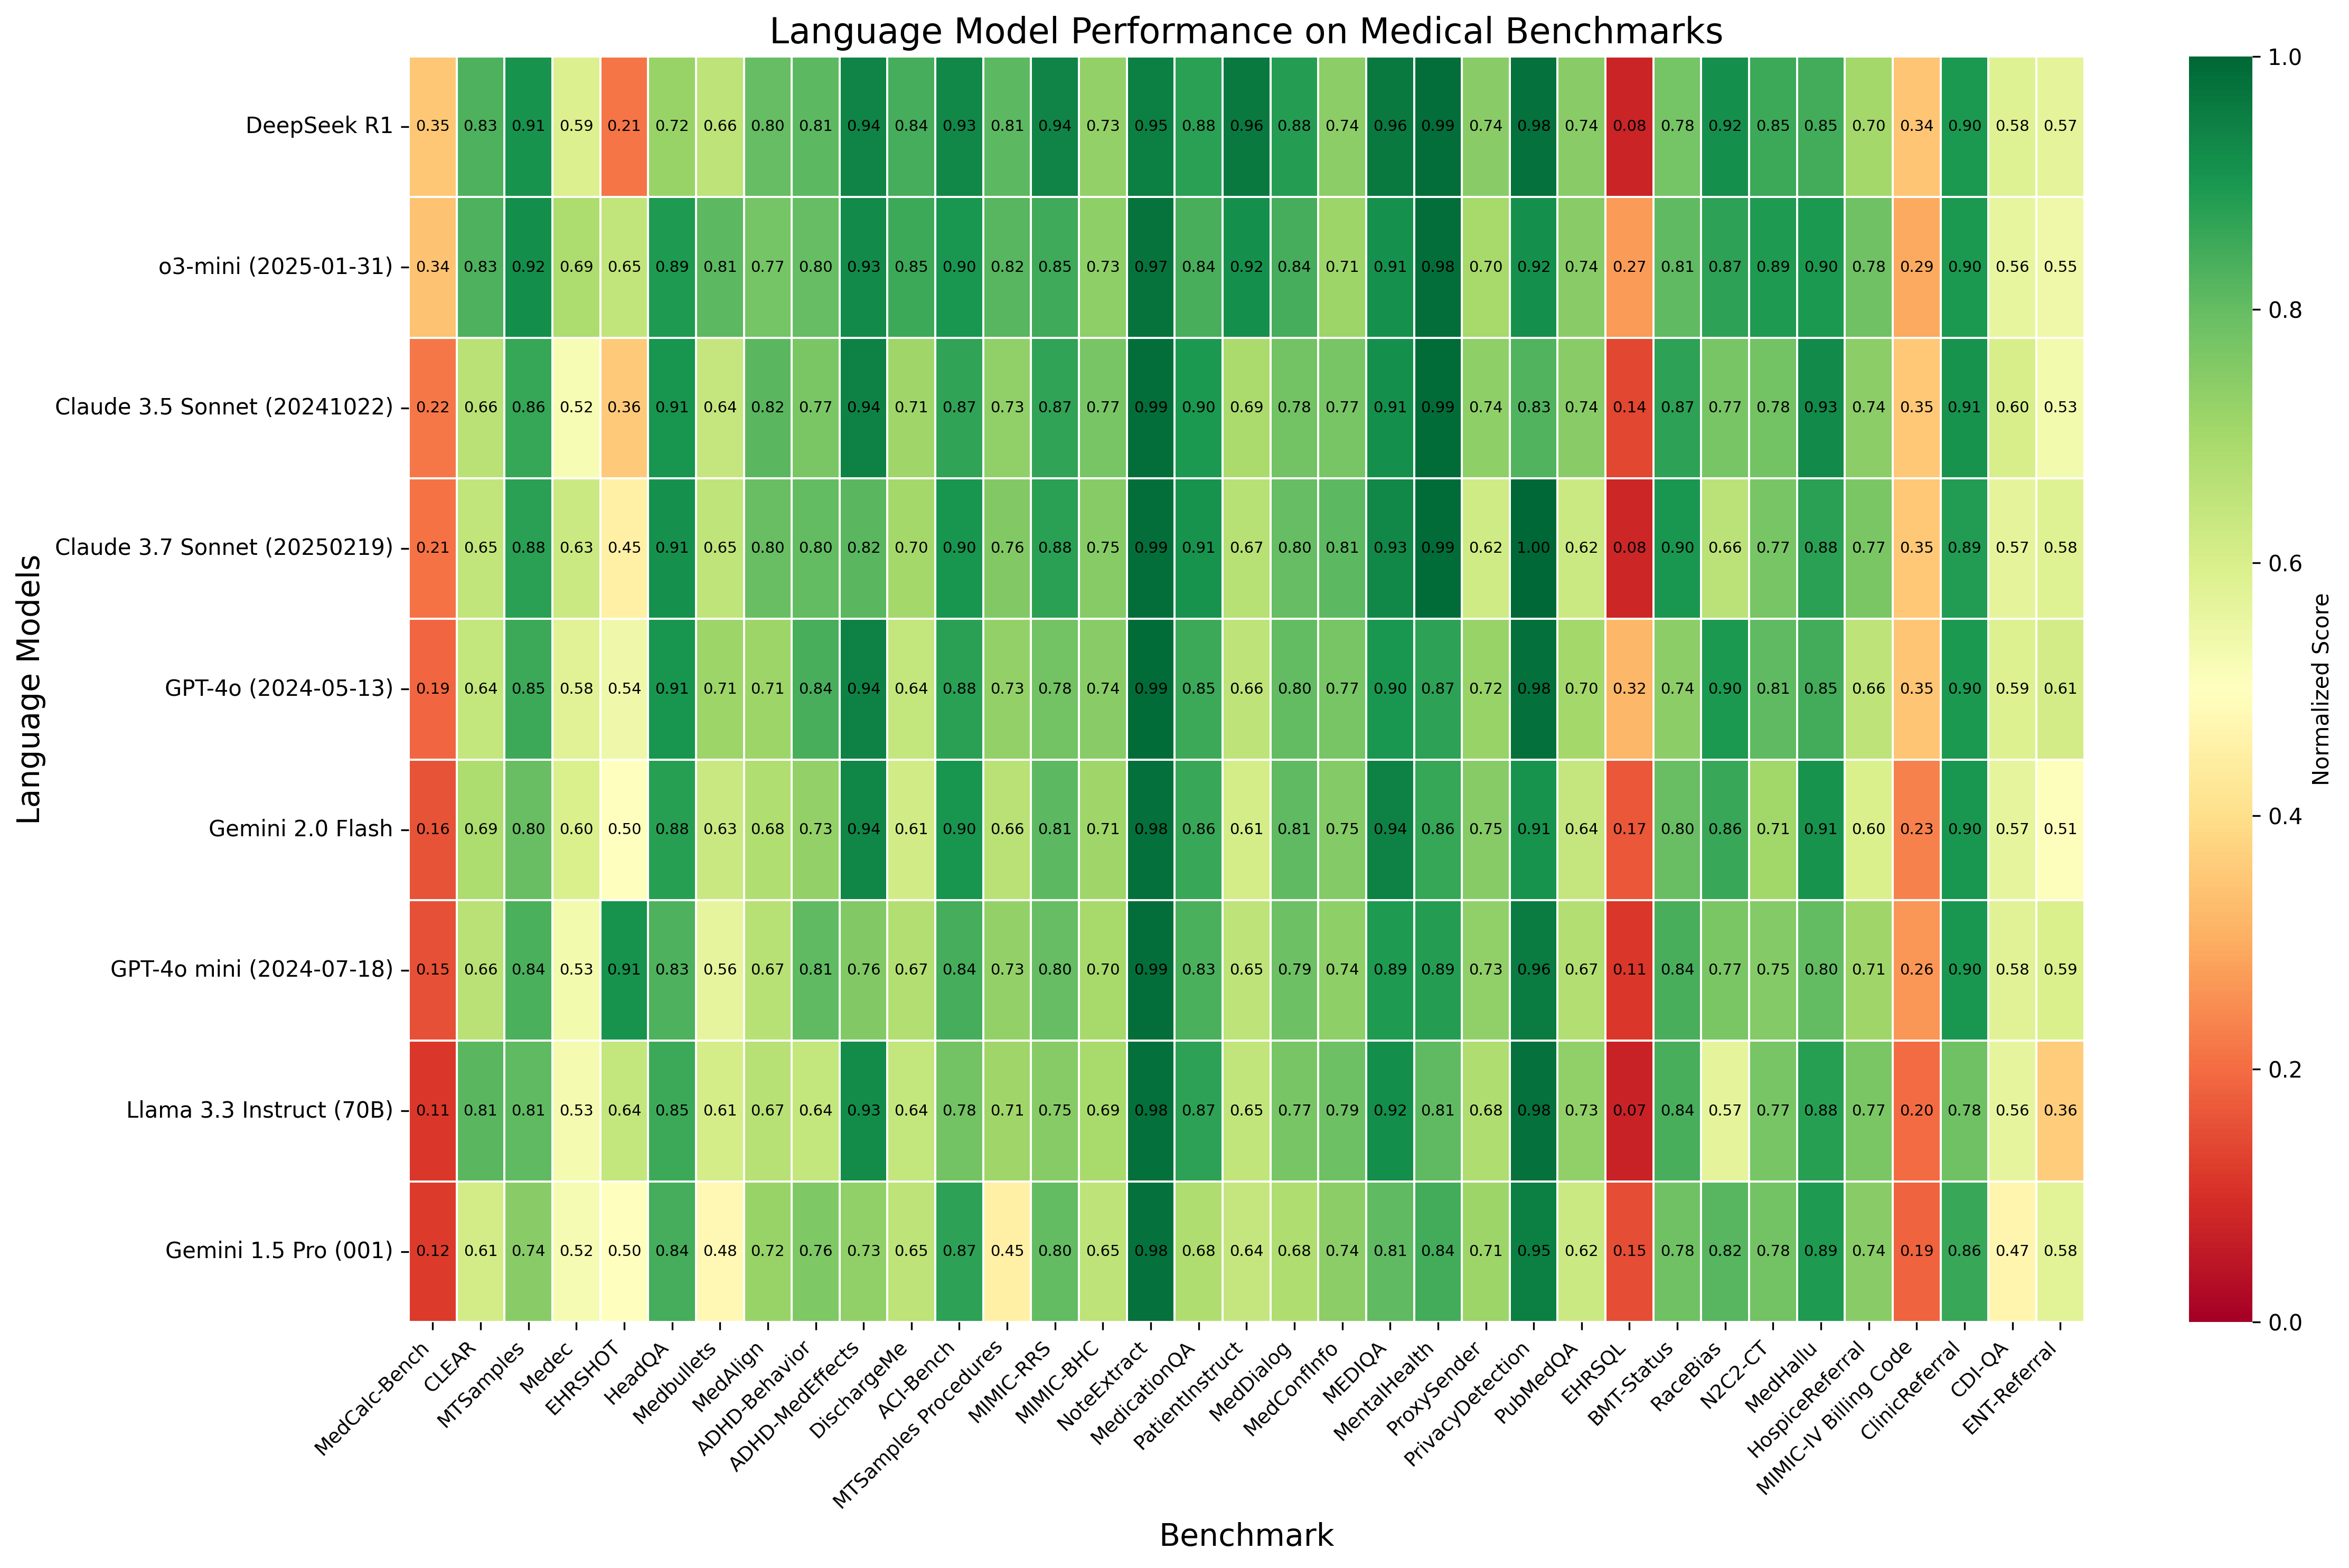 Language Model Performance on Medical Benchmarks
DeepSeek R1 0.35 0.83 0.91 0.59 0.21 0.72 0.66 0.80 0.81 0.94 0.84 0.93 0.81 0.94 0.73 0.95 0.88 0.96 0.88 0.74 0.96 0.99 0.74 0.98 0.74 0.08 0.78 0.92 0.85 0.85 0.70 0.34 0.90 0.58 0.57
o3-mini (2025-01-31) 0.34 0.83 0.92 0.69 0.65 0.89 0.81 0.77 0.80 0.93 0.85 0.90 0.82 0.85 0.73 0.97 0.84 0.92 0.84 0.71 0.91 0.98 0.70 0.92 0.74 0.27 0.81 0.87 0.89 0.90 0.78 0.29 0.90 0.56 0.55
Claude 3.5 Sonnet (20241022) 0.22 0.66 0.86 0.52 0.36 0.91 0.64 0.82 0.77 0.94 0.71 0.87 0.73 0.87 0.77 0.99 0.90 0.69 0.78 0.77 0.91 0.99 0.74 0.83 0.74 0.14 0.87 0.77 0.78 0.93 0.74 0.35 0.91 0.60 0.53
Claude 3.7 Sonnet (20250219) 0.21 0.65 0.88 0.63 0.45 0.91 0.65 0.80 0.80 0.82 0.70 0.90 0.76 0.88 0.75 0.99 0.91 0.67 0.80 0.81 0.93 0.99 0.62 1.00 0.62 0.08 0.90 0.66 0.77 0.88 0.77 0.35 0.89 0.57 0.58
GPT-4o (2024-05-13) 0.19 0.64 0.85 0.58 0.54 0.91 0.71 0.71 0.84 0.94 0.64 0.88 0.73 0.78 0.74 0.99 0.85 0.66 0.80 0.77 0.90 0.87 0.72 0.98 0.70 0.32 0.74 0.90 0.81 0.85 0.66 0.35 0.90 0.59 0.61
Gemini 2.0 Flash 0.16 0.69 0.80 0.60 0.50 0.88 0.63 0.68 0.73 0.94 0.61 0.90 0.66 0.81 0.71 0.98 0.86 0.61 0.81 0.75 0.94 0.86 0.75 0.91 0.64 0.17 0.80 0.86 0.71 0.91 0.60 0.23 0.90 0.57 0.51
GPT-4o mini (2024-07-18) 0.15 0.66 0.84 0.53 0.91 0.83 0.56 0.67 0.81 0.76 0.67 0.84 0.73 0.80 0.70 0.99 0.83 0.65 0.79 0.74 0.89 0.89 0.73 0.96 0.67 0.11 0.84 0.77 0.75 0.80 0.71 0.26 0.90 0.58 0.59
Llama 3.3 Instruct (70B) 0.11 0.81 0.81 0.53 0.64 0.85 0.61 0.67 0.64 0.93 0.64 0.78 0.71 0.75 0.69 0.98 0.87 0.65 0.77 0.79 0.92 0.81 0.68 0.98 0.73 0.07 0.84 0.57 0.77 0.88 0.77 0.20 0.78 0.56 0.36
Gemini 1.5 Pro (001) 0.12 0.61 0.74 0.52 0.50 0.84 0.48 0.72 0.76 0.73 0.65 0.87 0.45 0.80 0.65 0.98 0.68 0.64 0.68 0.74 0.81 0.84 0.71 0.95 0.62 0.15 0.78 0.82 0.78 0.89 0.74 0.19 0.86 0.47 0.58
Language Models
MedCalc-Bench
CLEAR
MTSamples
Medec
EHRSHOT
HeadQA
Medbullets
MedAlign
ADHD-Behavior
ADHD-MedEffects
DischargeMe
ACI-Bench
MTSamples Procedures
MIMIC-RRS
MIMIC-BHC
NoteExtract
MedicationQA
PatientInstruct
MedDialog
MedConfInfo
MEDIQA
MentalHealth
ProxySender
PrivacyDetection
PubMedQA
EHRSQL
BMT-Status
RaceBias
N2C2-CT
MedHallu
HospiceReferral
MIMIC-IV Billing Code
ClinicReferral
CDI-QA
ENT-Referral
Benchmark
1.0
0.8
0.6
0.4
0.2
0.0
Normalized Score